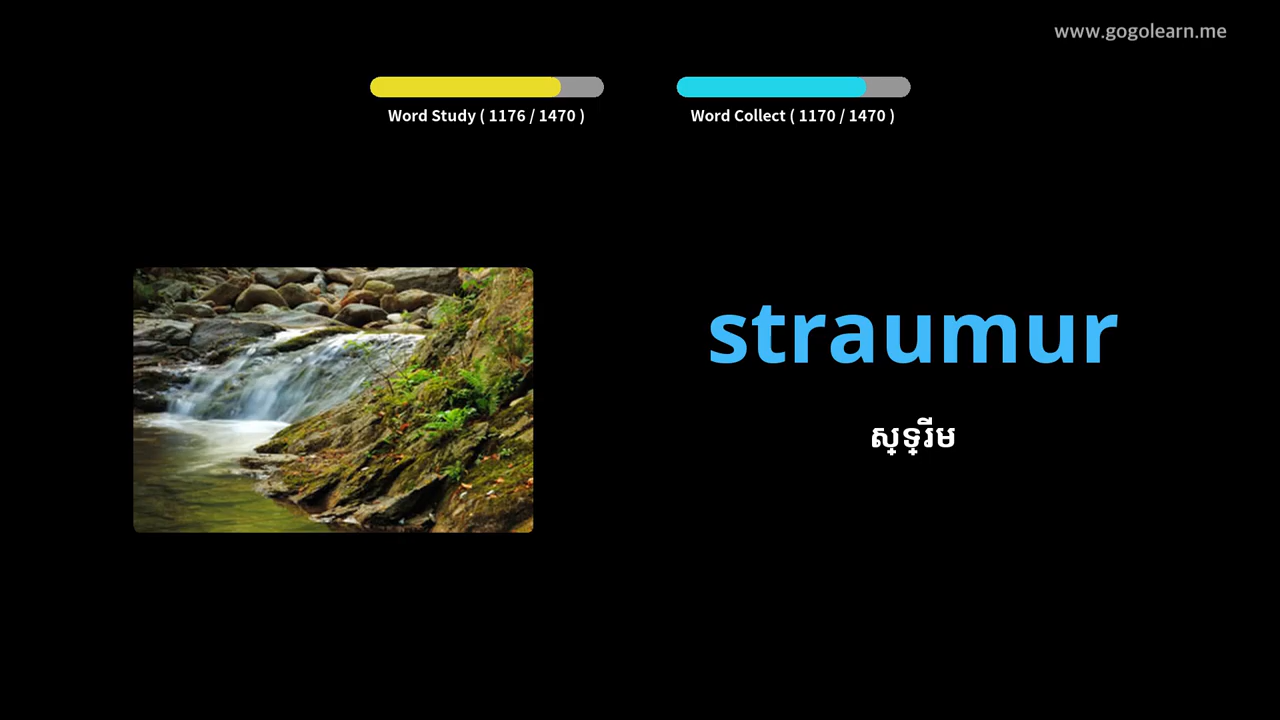 www.gogolearn.me
Word Study ( 1176 / 1470 )
Word Collect ( 1170 / 1470 )
straumur
ស្ទ្រីម